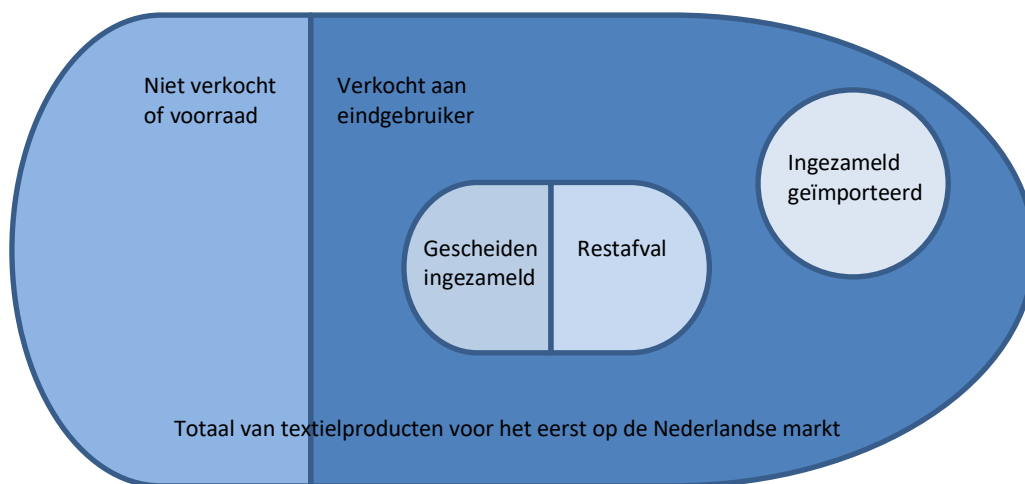 Niet verkocht
of voorraad
Verkocht aan
eindgebruiker
Ingezameld
geïmporteerd
Gescheiden
ingezameld
Restafval
Totaal van textielproducten voor het eerst op de Nederlandse markt